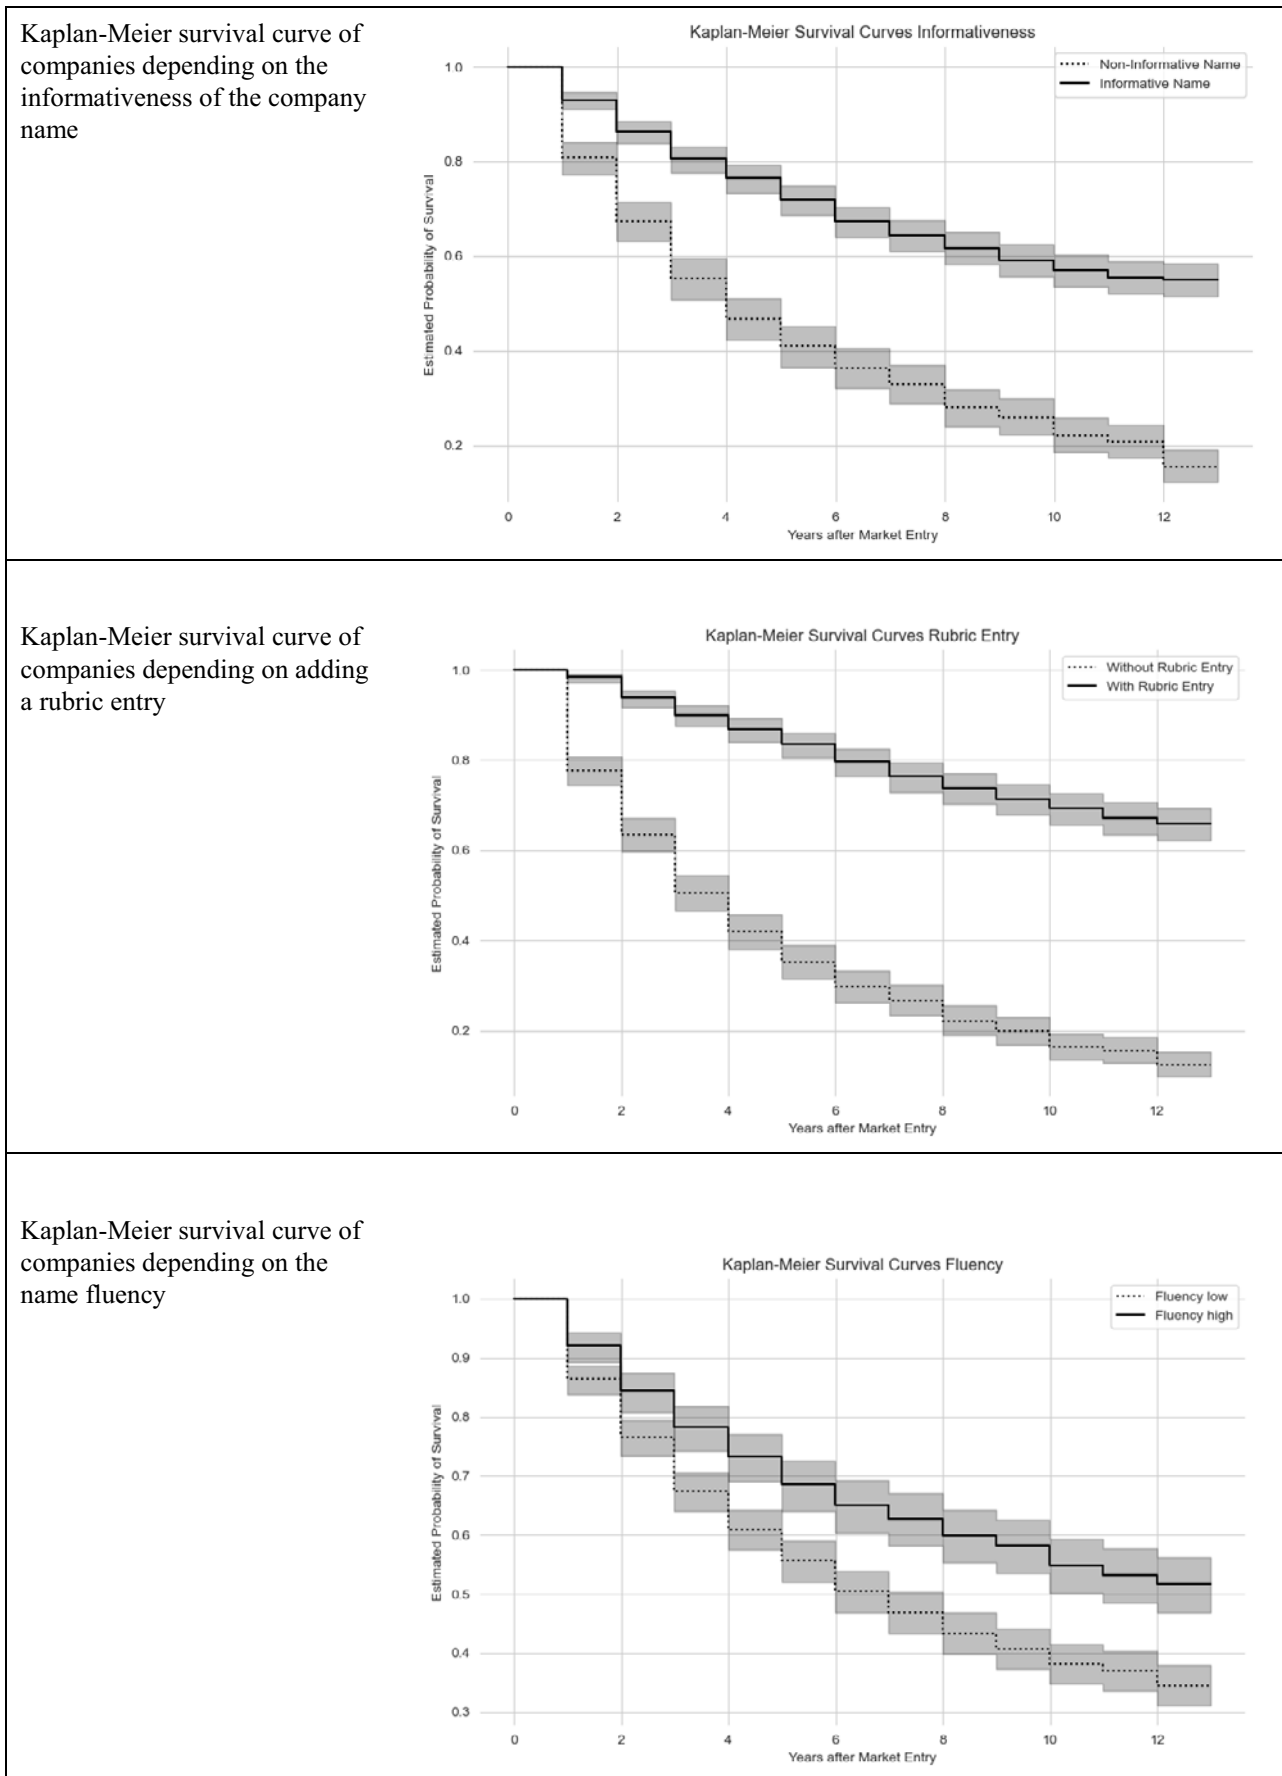 Kaplan-Meier survival curve of
companies depending on the
informativeness of the company
name
Kaplan-Meier Survival Curves Informativeness
Non-Informative Name
Informative Name
Estimated Probability of Survival
1.0
0.8
0.6
0.4
0.2
0 2 4 6 8 10 12
Years after Market Entry
Kaplan-Meier survival curve of
companies depending on adding
a rubric entry
Kaplan-Meier Survival Curves Rubric Entry
Without Rubric Entry
With Rubric Entry
Estimated Probability of Survival
1.0
0.8
0.6
0.4
0.2
0 2 4 6 8 10 12
Years after Market Entry
Kaplan-Meier survival curve of
companies depending on the
name fluency
Kaplan-Meier Survival Curves Fluency
Fluency low
Fluency high
Estimated Probability of Survival
1.0
0.9
0.8
0.7
0.6
0.5
0.4
0.3
0 2 4 6 8 10 12
Years after Market Entry